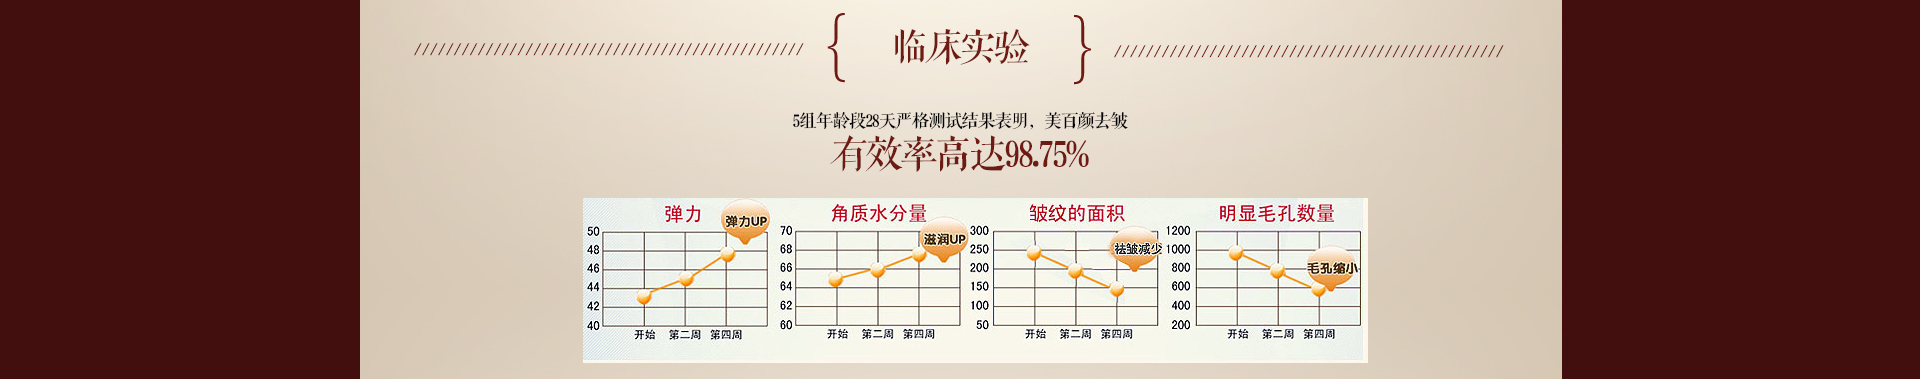 临床实验
5组年龄段28天严格测试结果表明，美百颜去皱
有效率高达98.75%
弹力
弹力UP
50
48
46
44
42
40
开始 第二周 第四周
角质水分量
滋润UP
70
68
66
64
62
60
开始 第二周 第四周
皱纹的面积
祛皱减少
300
250
200
150
100
50
开始 第二周 第四周
明显毛孔数量
毛孔缩小
1200
1000
800
600
400
200
开始 第二周 第四周